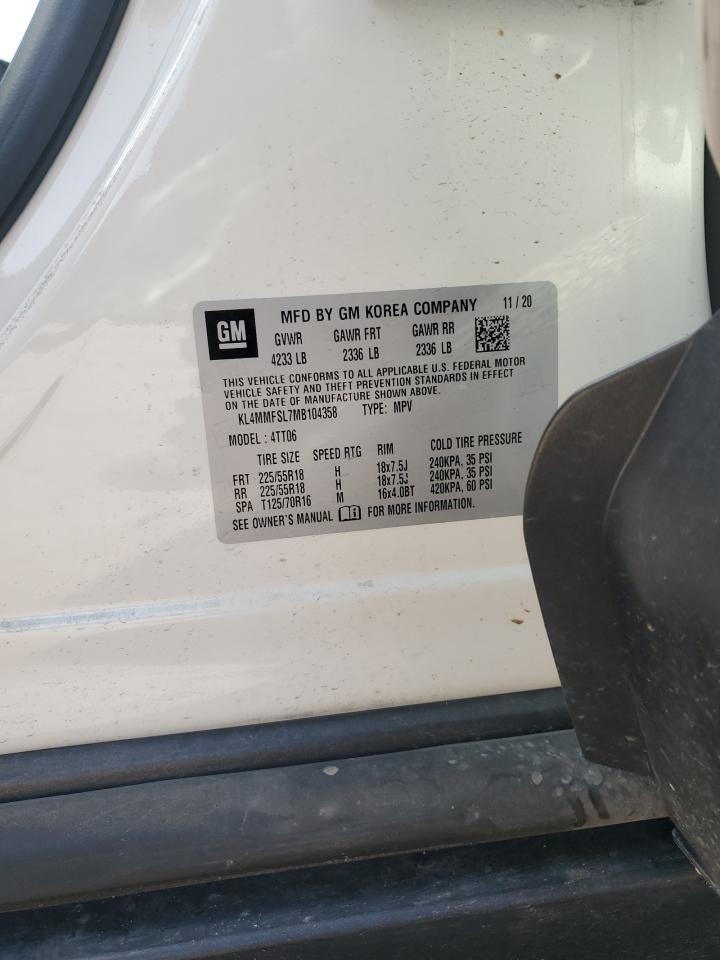 GM
MFD BY GM KOREA COMPANY 11 / 20
GVWR GAWR FRT GAWR RR
4233 LB 2336 LB 2336 LB
THIS VEHICLE CONFORMS TO ALL APPLICABLE U.S. FEDERAL MOTOR
VEHICLE SAFETY AND THEFT PREVENTION STANDARDS IN EFFECT
ON THE DATE OF MANUFACTURE SHOWN ABOVE.
KL4MMFSL7MB104358 TYPE: MPV
MODEL : 4TT06
TIRE SIZE SPEED RTG RIM COLD TIRE PRESSURE
FRT 225/55R18 H 18x7.5J 240KPA, 35 PSI
RR 225/55R18 H 18x7.5J 240KPA, 35 PSI
SPA T125/70R16 M 16x4.0BT 420KPA, 60 PSI
SEE OWNER'S MANUAL FOR MORE INFORMATION.